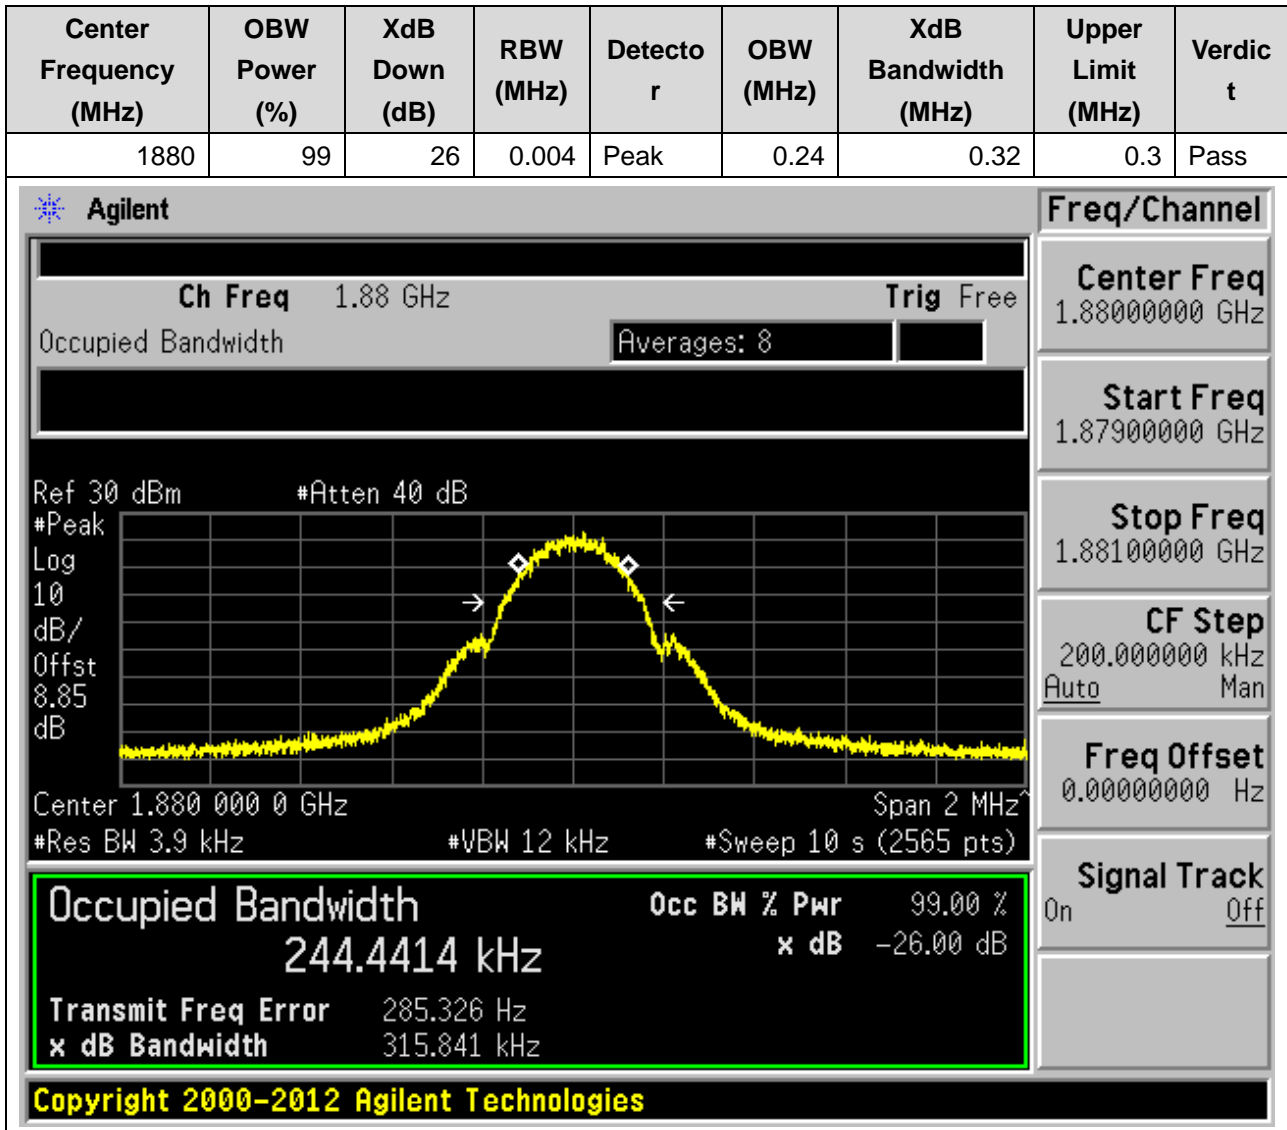 Center Frequency (MHz) OBW Power (%) XdB Down (dB) RBW (MHz) Detecto r OBW (MHz) XdB Bandwidth (MHz) Upper Limit (MHz) Verdic t
1880 99 26 0.004 Peak 0.24 0.32 0.3 Pass
Agilent
Freq/Channel
Ch Freq 1.88 GHz Trig Free
Occupied Bandwidth Averages: 8
Ref 30 dBm #Atten 40 dB
#Peak
Log
10
dB/
Offst
8.85
dB
Center 1.880 000 0 GHz Span 2 MHz^
#Res BW 3.9 kHz #VBW 12 kHz #Sweep 10 s (2565 pts)
Occupied Bandwidth Occ BW % Pwr 99.00 %
244.4414 kHz x dB -26.00 dB
Transmit Freq Error 285.326 Hz
x dB Bandwidth 315.841 kHz
Center Freq
1.88000000 GHz
Start Freq
1.87900000 GHz
Stop Freq
1.88100000 GHz
CF Step
200.000000 kHz
Auto Man
Freq Offset
0.00000000 Hz
Signal Track
On Off
Copyright 2000-2012 Agilent Technologies